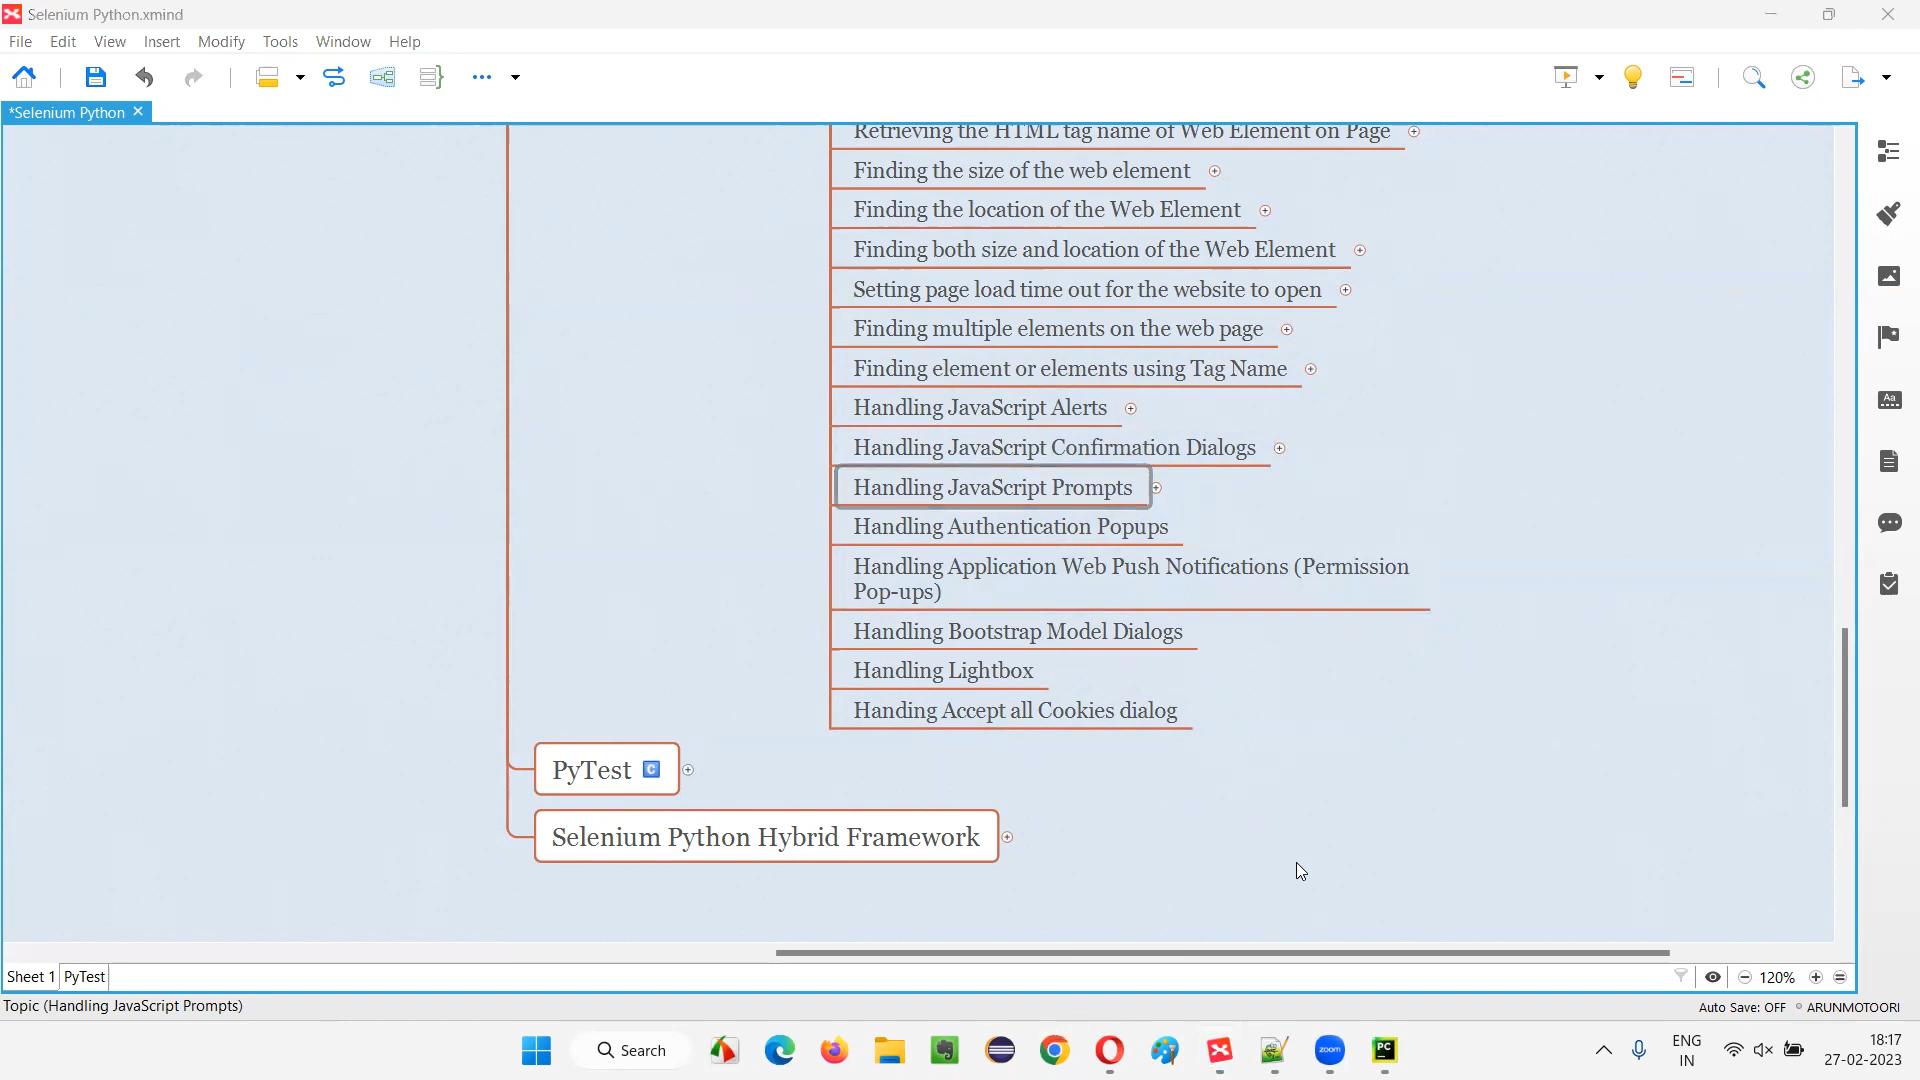 Selenium Python.xmind
File Edit View Insert Modify Tools Window Help
*Selenium Python
Retrieving the HTML tag name of Web Element on Page
Finding the size of the web element
Finding the location of the Web Element
Finding both size and location of the Web Element
Setting page load time out for the website to open
Finding multiple elements on the web page
Finding element or elements using Tag Name
Handling JavaScript Alerts
Handling JavaScript Confirmation Dialogs
Handling JavaScript Prompts
Handling Authentication Popups
Handling Application Web Push Notifications (Permission
Pop-ups)
Handling Bootstrap Model Dialogs
Handling Lightbox
Handing Accept all Cookies dialog
PyTest C
Selenium Python Hybrid Framework
Sheet 1 PyTest
120%
Topic (Handling JavaScript Prompts)
Auto Save: OFF ARUNMOTOORI
Search
zoom
PC
ENG
IN
18:17
27-02-2023
Aa